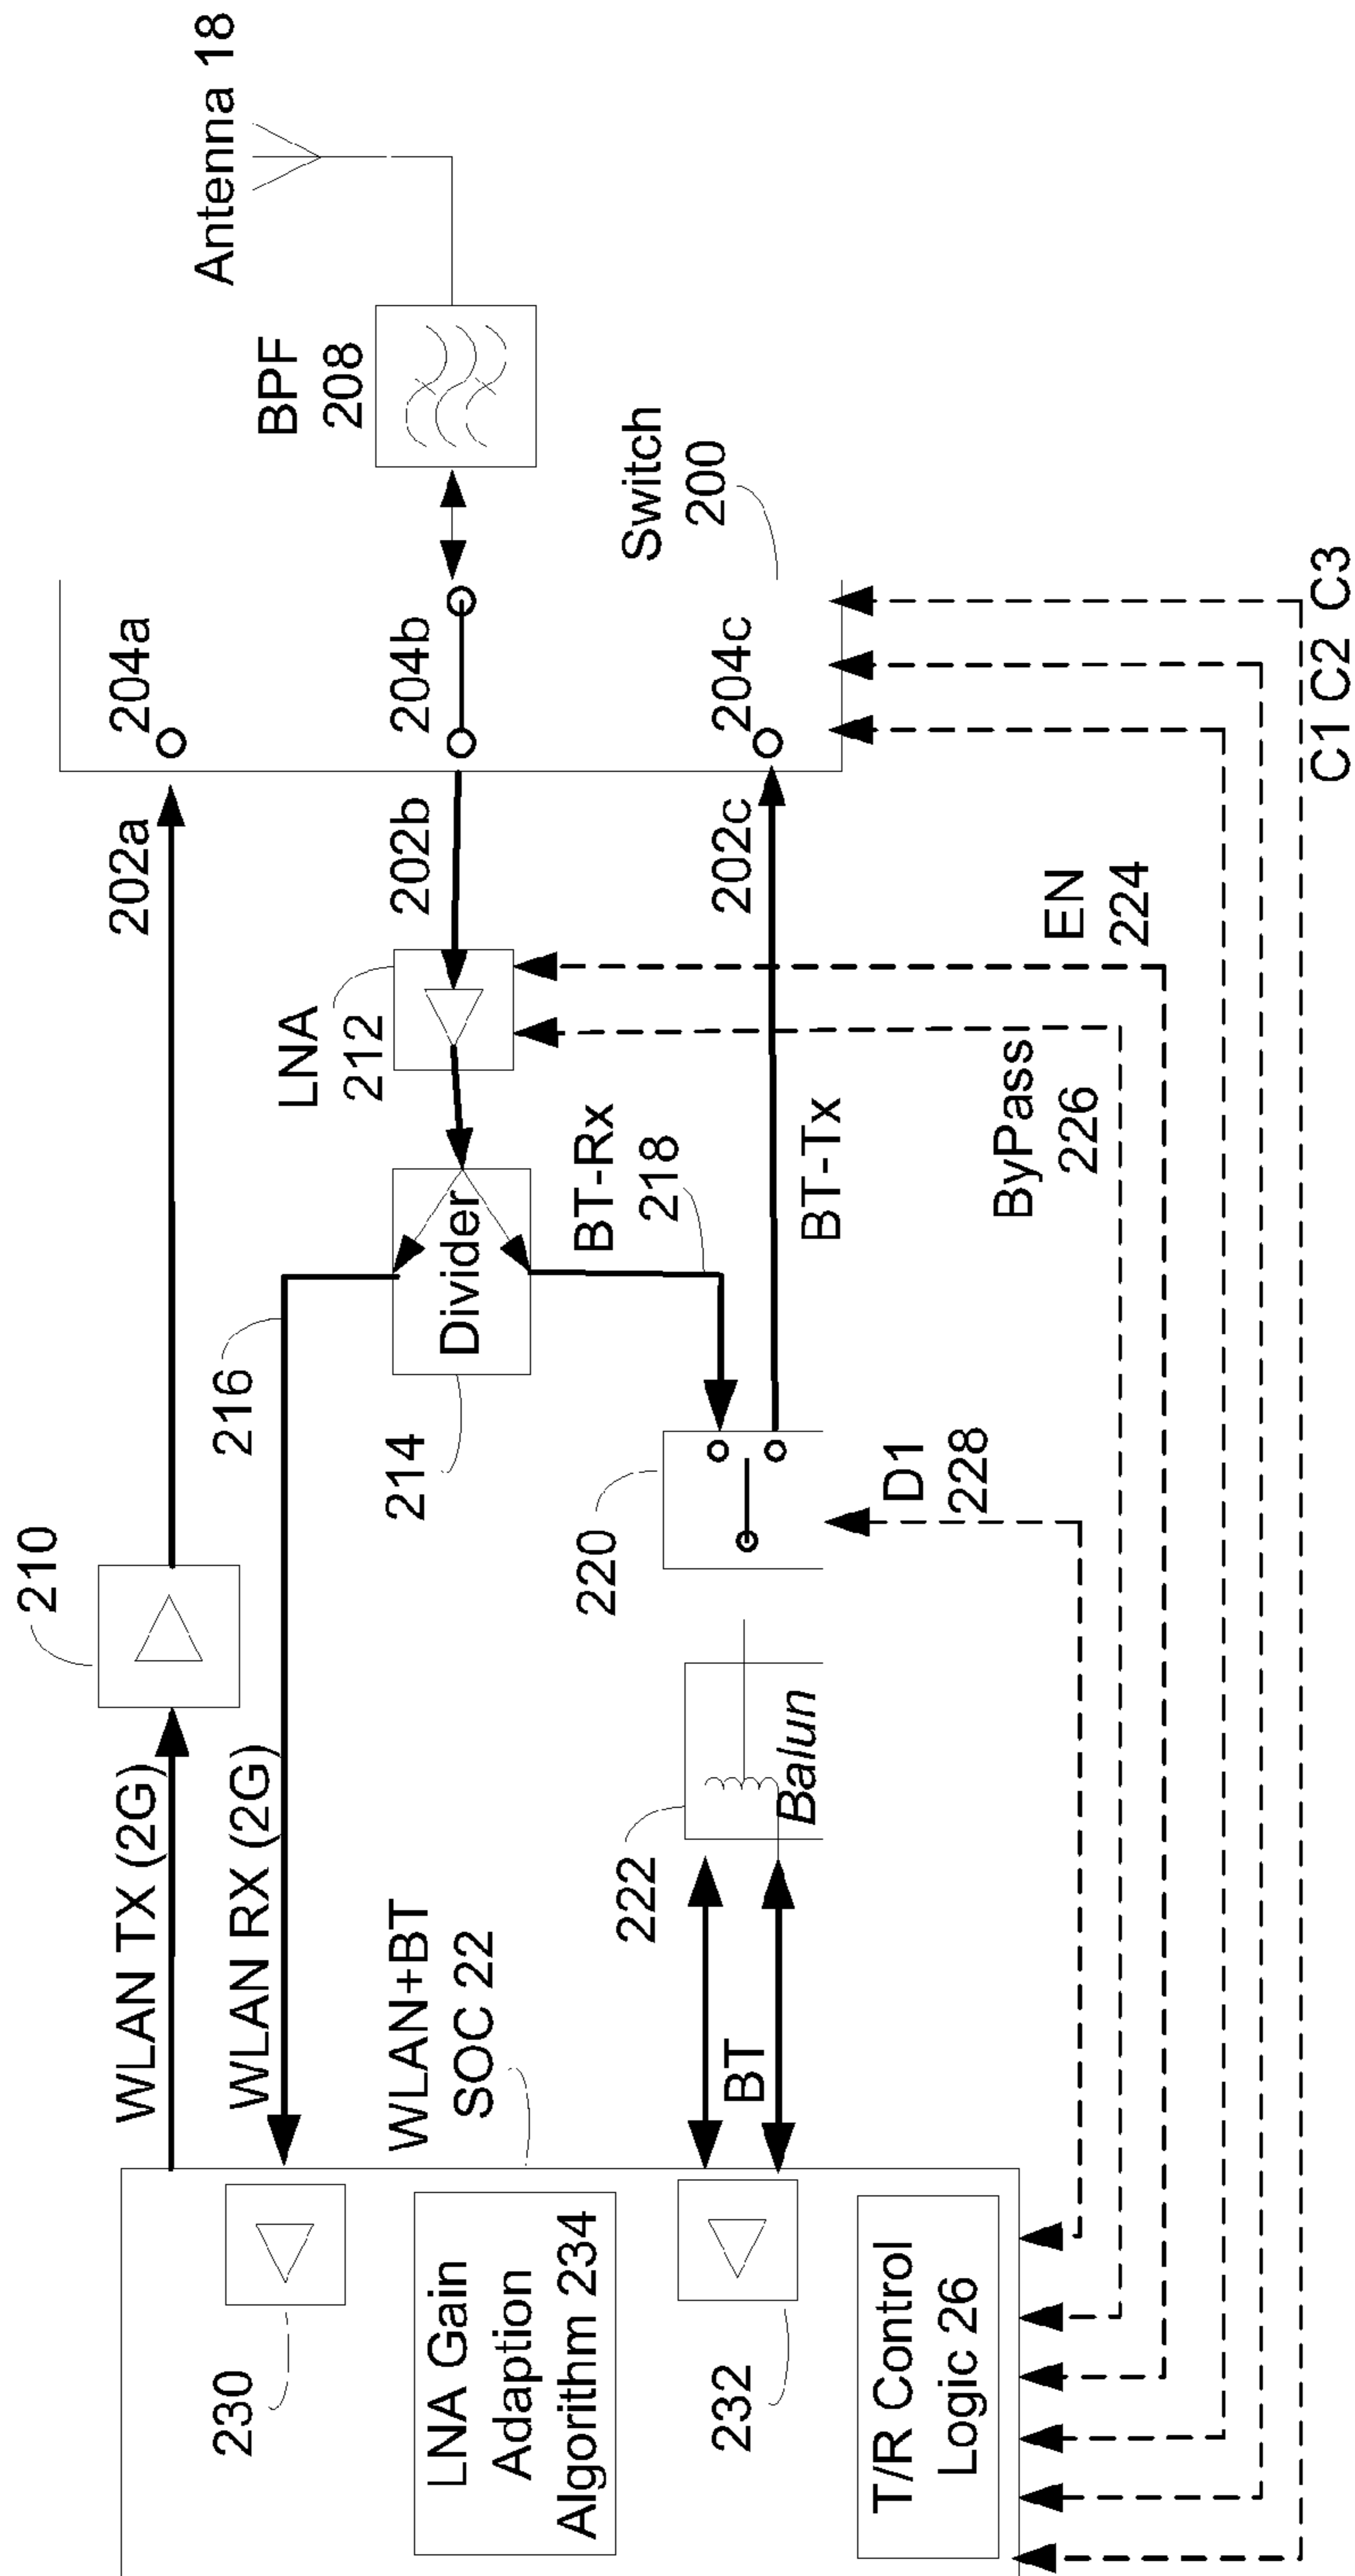 Antenna 18
BPF
208
Switch
200
204a
204b
204c
202a
202b
202c
C1 C2 C3
LNA
212
EN
224
ByPass
226
BT-Rx
218
BT-Tx
Divider
214
216
210
220
D1
228
222
Balun
WLAN TX (2G)
WLAN RX (2G)
WLAN+BT
SOC 22
BT
230
LNA Gain
Adaption
Algorithm 234
232
T/R Control
Logic 26